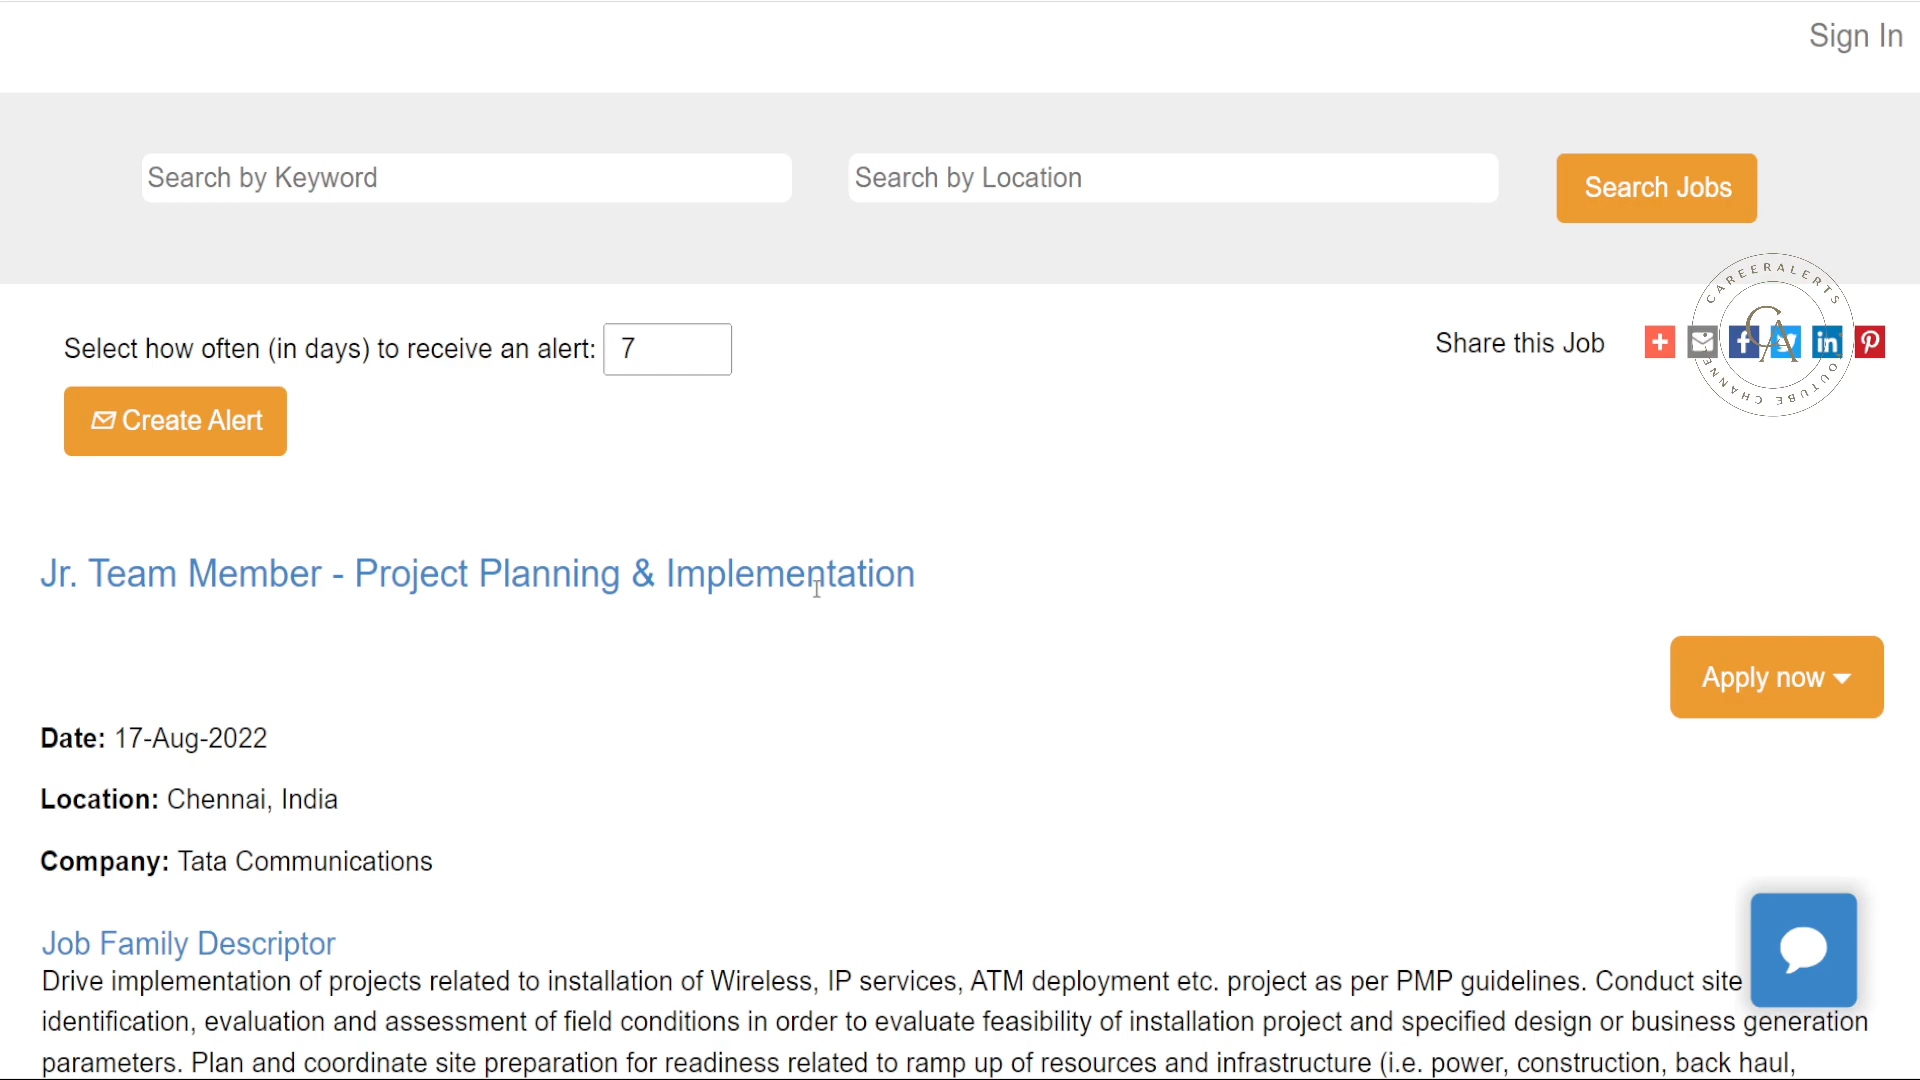 Sign In
Search by Keyword
Search by Location
Search Jobs
Select how often (in days) to receive an alert: 7
Share this Job
CAREERALERTS
CA
YOUTUBE CHANNEL
Create Alert
Jr. Team Member - Project Planning & Implementation
Apply now
Date: 17-Aug-2022
Location: Chennai, India
Company: Tata Communications
Job Family Descriptor
Drive implementation of projects related to installation of Wireless, IP services, ATM deployment etc. project as per PMP guidelines. Conduct site
identification, evaluation and assessment of field conditions in order to evaluate feasibility of installation project and specified design or business generation
parameters. Plan and coordinate site preparation for readiness related to ramp up of resources and infrastructure (i.e. power, construction, back haul,